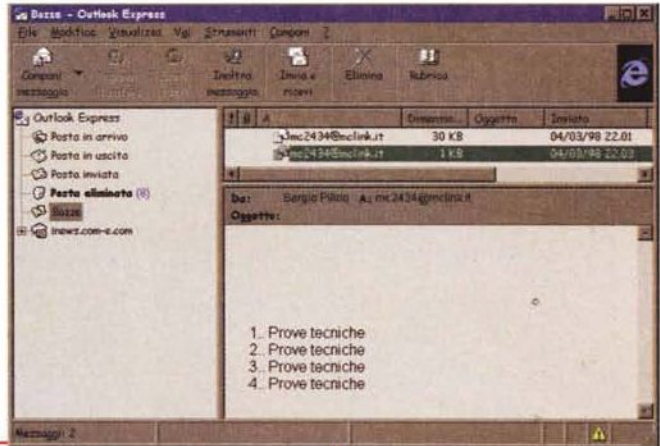 Bozze - Outlook Express
File Modifica Visualizza Vai Strumenti Componi ?
Componi messaggio
Inoltra messaggio
Invia e ricevi
Elimina
Rubrica
Outlook Express
Posta in arrivo
Posta in uscita
Posta inviata
Posta eliminata (8)
Bozze
inews.com-e.com
! A Dimensio... Oggetto Inviato
mc2434@mclink.it 30 KB 04/03/98 22.01
mc2434@mclink.it 1 KB 04/03/98 22.03
Da: Sergio A: mc2434@mclink.it
Oggetto:
1. Prove tecniche
2. Prove tecniche
3. Prove tecniche
4. Prove tecniche
Messaggi: 2